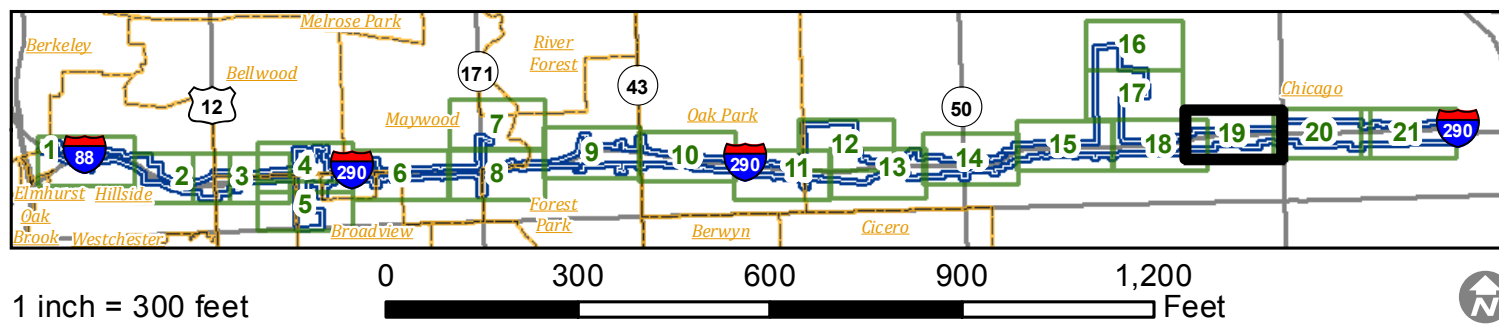 Melrose Park
Berkeley
River
Forest
Bellwood
171
43
12
Oak Park
50
Chicago
Maywood
16
17
7
1
88
2
3
4
290
6
8
9
10
290
11
12
13
14
15
18
19
20
21
290
5
Elmhurst
Hillside
Oak
Brook
Westchester
Broadview
Forest
Park
Berwyn
Cicero
0
300
600
900
1,200
1 inch = 300 feet
Feet
N